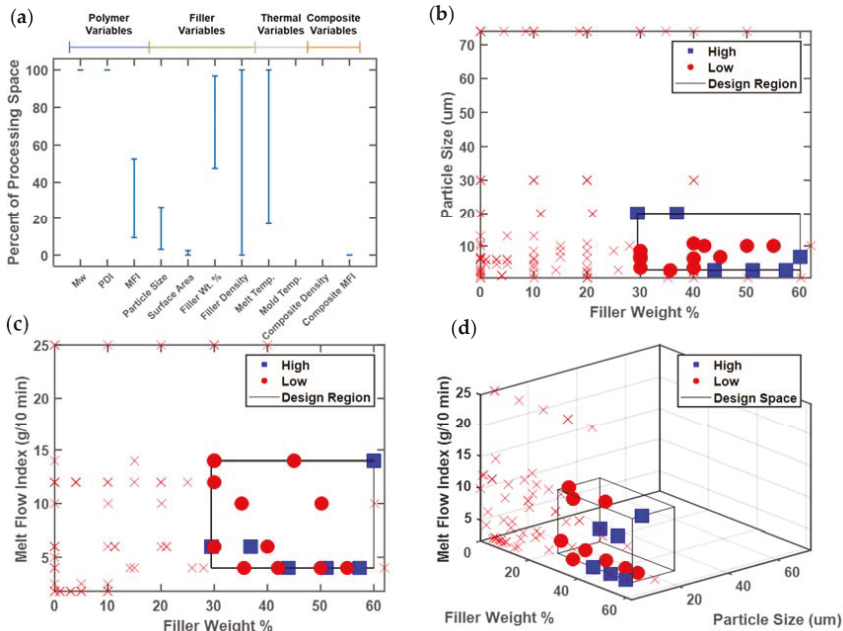 (a)
Polymer Variables
Filler Variables
Thermal Variables
Composite Variables
Percent of Processing Space
100
80
60
40
20
0
Mw
PDI
MFI
Particle Size
Surface Area
Filler Wt. %
Filler Density
Melt Temp.
Mold Temp.
Composite Density
Composite MFI
(b)
Particle Size (um)
70
60
50
40
30
20
10
0 10 20 30 40 50 60
Filler Weight %
High
Low
Design Region
(c)
Melt Flow Index (g/10 min)
25
20
15
10
5
0 10 20 30 40 50 60
Filler Weight %
High
Low
Design Region
(d)
Melt Flow Index (g/10 min)
25
20
15
10
5
0
20
40
60
Filler Weight %
20
40
60
Particle Size (um)
High
Low
Design Space